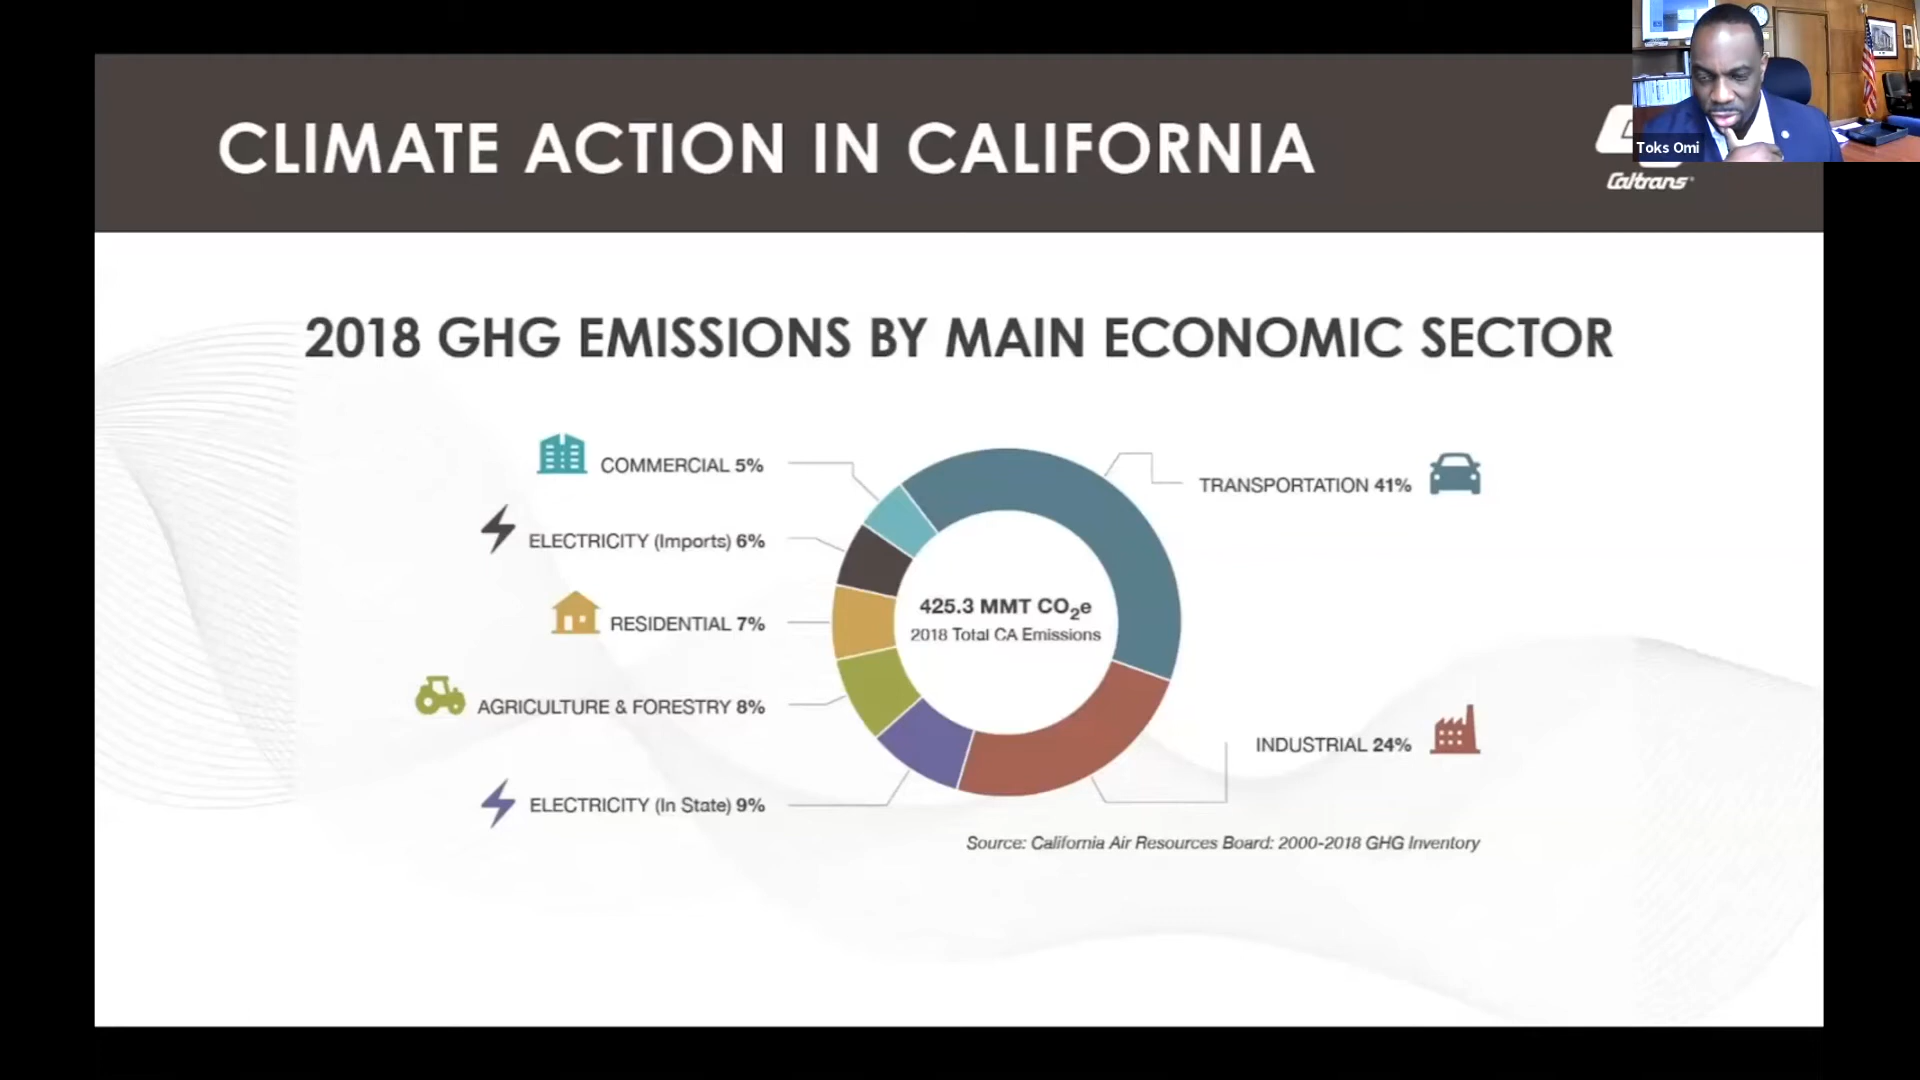 CLIMATE ACTION IN CALIFORNIA
Caltrans
Toks Omi
2018 GHG EMISSIONS BY MAIN ECONOMIC SECTOR
COMMERCIAL 5%
ELECTRICITY (Imports) 6%
RESIDENTIAL 7%
AGRICULTURE & FORESTRY 8%
ELECTRICITY (In State) 9%
425.3 MMT CO₂e
2018 Total CA Emissions
TRANSPORTATION 41%
INDUSTRIAL 24%
Source: California Air Resources Board: 2000-2018 GHG Inventory